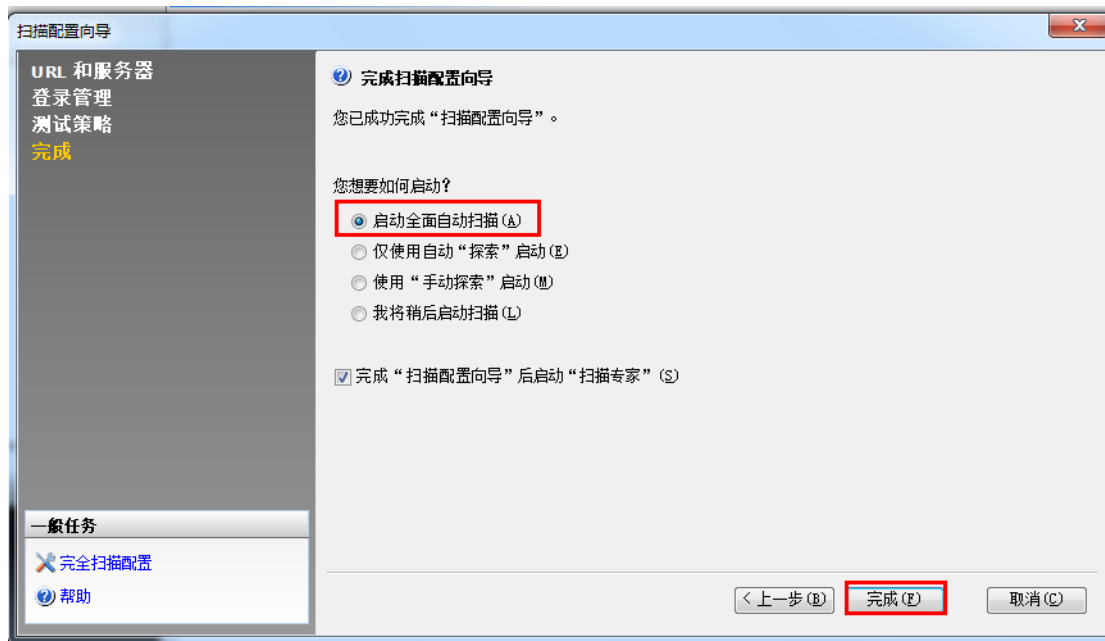 扫描配置向导
URL 和服务器
登录管理
测试策略
完成
完成扫描配置向导
您已成功完成“扫描配置向导”。
您想要如何启动?
启动全面自动扫描(A)
仅使用自动“探索”启动(E)
使用“手动探索”启动(M)
我将稍后启动扫描(L)
完成“扫描配置向导”后启动“扫描专家”(S)
一般任务
完全扫描配置
帮助
< 上一步(B)
完成(F)
取消(C)